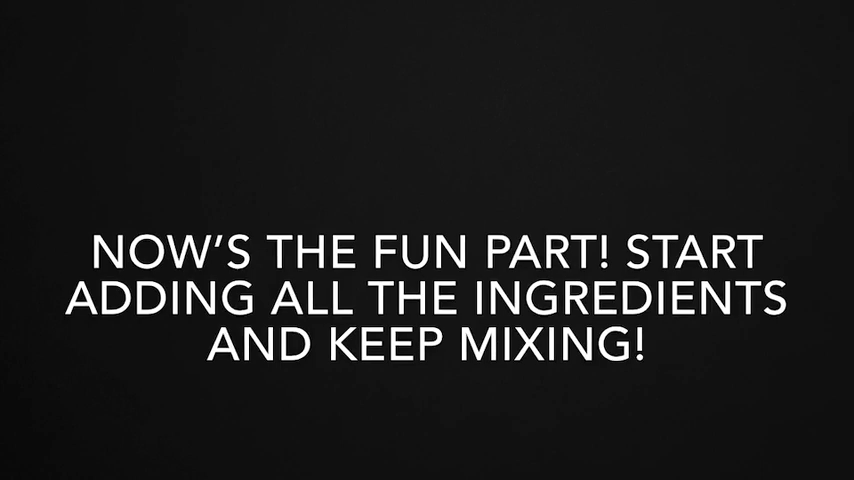 NOW’S THE FUN PART! START
ADDING ALL THE INGREDIENTS
AND KEEP MIXING!